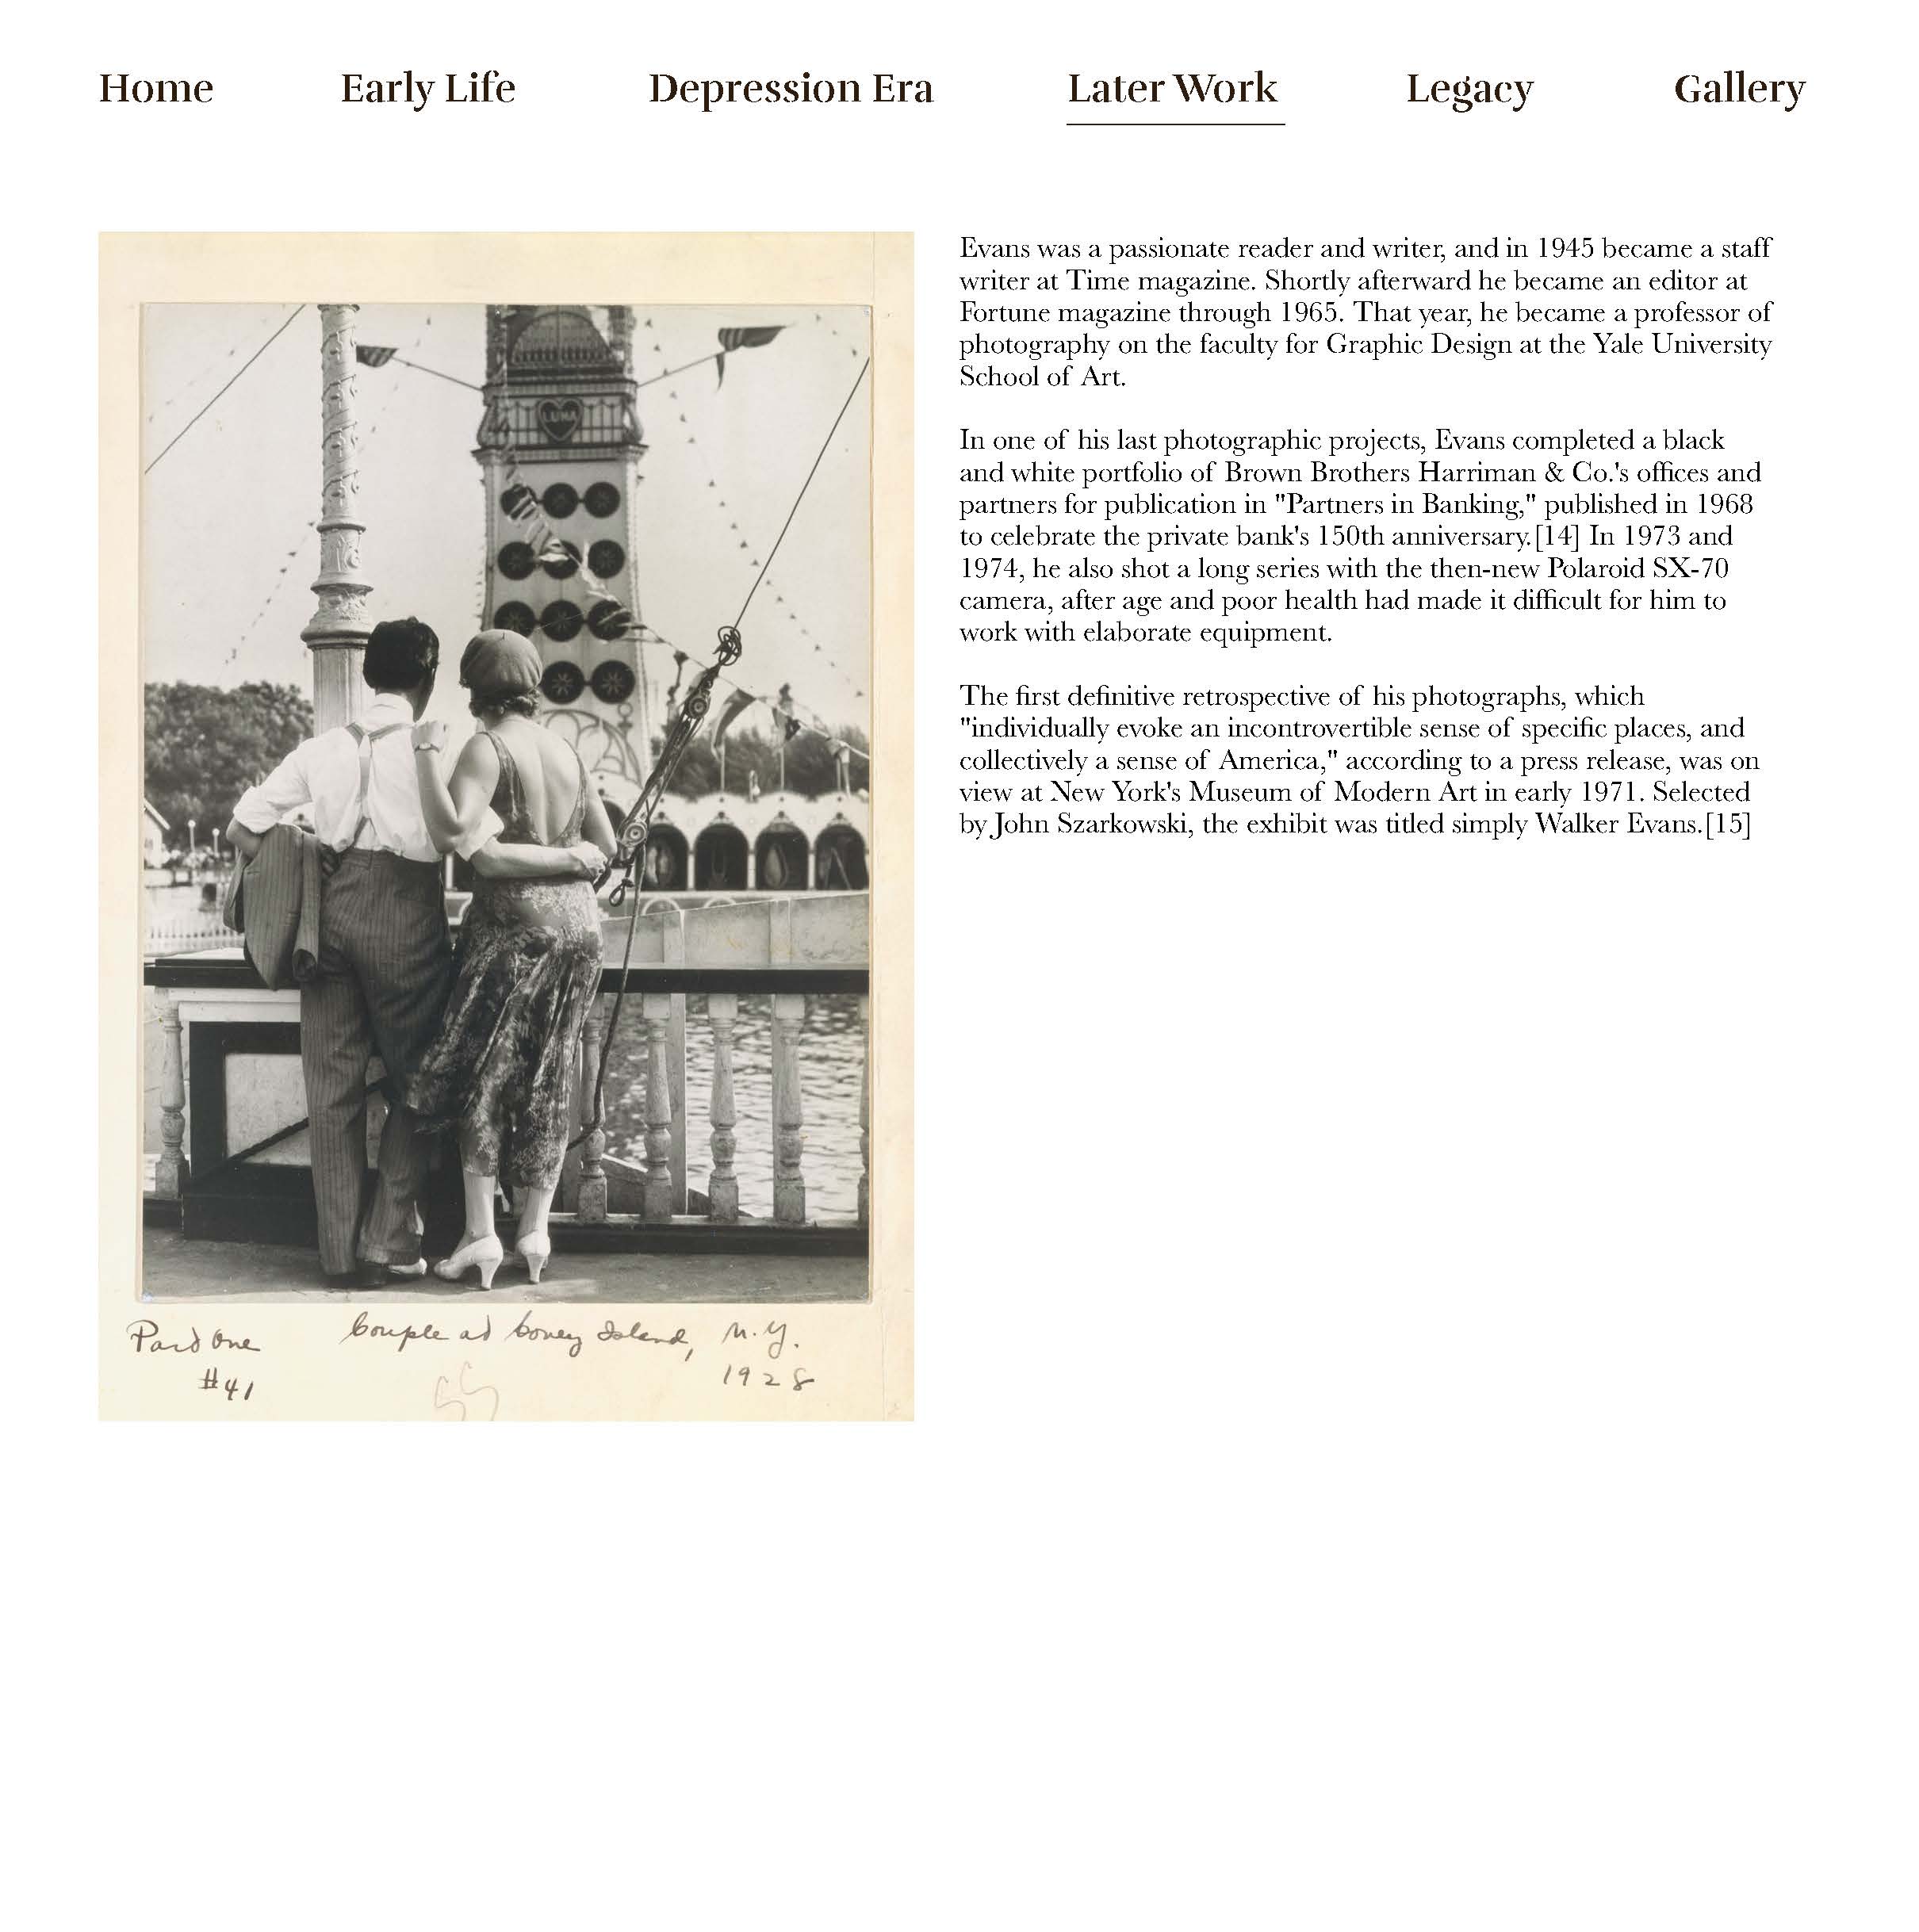 Home Early Life Depression Era Later Work Legacy Gallery
LUNA
Part One Couple at Coney Island, N.Y.
#41 1928
Evans was a passionate reader and writer, and in 1945 became a staff
writer at Time magazine. Shortly afterward he became an editor at
Fortune magazine through 1965. That year, he became a professor of
photography on the faculty for Graphic Design at the Yale University
School of Art.
In one of his last photographic projects, Evans completed a black
and white portfolio of Brown Brothers Harriman & Co.'s offices and
partners for publication in "Partners in Banking," published in 1968
to celebrate the private bank's 150th anniversary.[14] In 1973 and
1974, he also shot a long series with the then-new Polaroid SX-70
camera, after age and poor health had made it difficult for him to
work with elaborate equipment.
The first definitive retrospective of his photographs, which
"individually evoke an incontrovertible sense of specific places, and
collectively a sense of America," according to a press release, was on
view at New York's Museum of Modern Art in early 1971. Selected
by John Szarkowski, the exhibit was titled simply Walker Evans.[15]